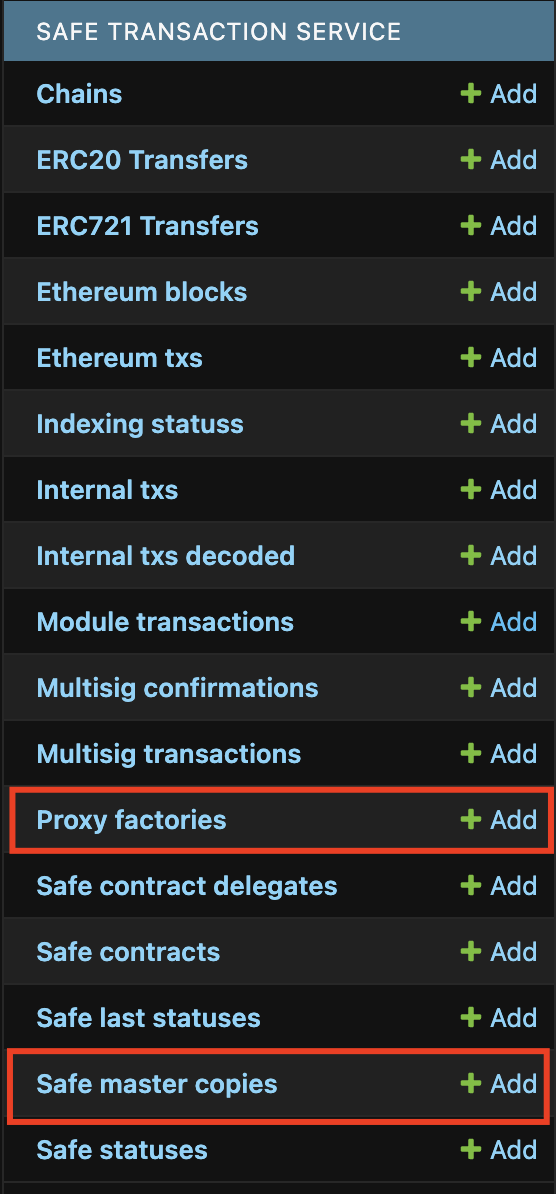 SAFE TRANSACTION SERVICE
Chains + Add
ERC20 Transfers + Add
ERC721 Transfers + Add
Ethereum blocks + Add
Ethereum txs + Add
Indexing statuss + Add
Internal txs + Add
Internal txs decoded + Add
Module transactions + Add
Multisig confirmations + Add
Multisig transactions + Add
Proxy factories + Add
Safe contract delegates + Add
Safe contracts + Add
Safe last statuses + Add
Safe master copies + Add
Safe statuses + Add